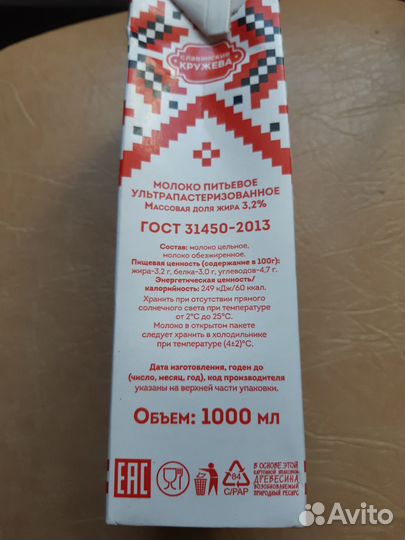 СЛАВЯНСКИЕ
КРУЖЕВА
МОЛОКО ПИТЬЕВОЕ
УЛЬТРАПАСТЕРИЗОВАННОЕ
МАССОВАЯ ДОЛЯ ЖИРА 3,2%
ГОСТ 31450-2013
Состав: молоко цельное,
молоко обезжиренное.
Пищевая ценность (содержание в 100г):
жира-3,2 г, белка-3,0 г, углеводов-4,7 г.
Энергетическая ценность/
калорийность: 249 кДж/60 ккал.
Хранить при отсутствии прямого
солнечного света при температуре
от 2°С до 25°С.
Молоко в открытом пакете
следует хранить в холодильнике
при температуре (4±2)°С.
Дата изготовления, годен до
(число, месяц, год), код производителя
указаны на верхней части упаковки.
Объем: 1000 мл
EAC
84
C/PAP
В ОСНОВЕ ЭТОЙ
КАРТОННОЙ УПАКОВКИ
ДРЕВЕСИНА
ВОЗОБНОВЛЯЕМЫЙ
ПРИРОДНЫЙ РЕСУРС
Avito